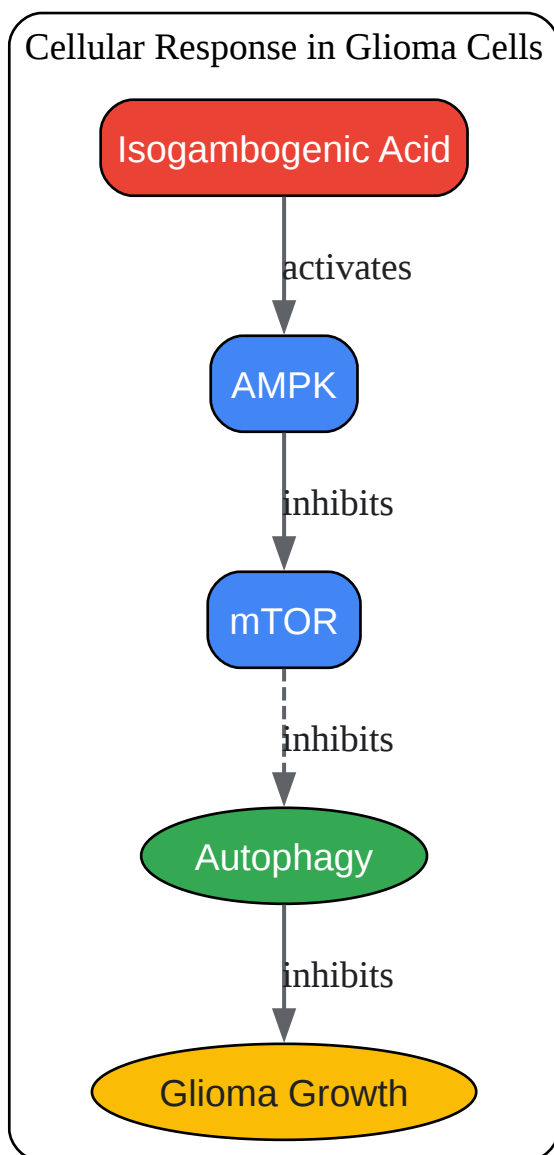 Cellular Response in Glioma Cells
Isogambogenic Acid
activates
AMPK
inhibits
mTOR
inhibits
Autophagy
inhibits
Glioma Growth